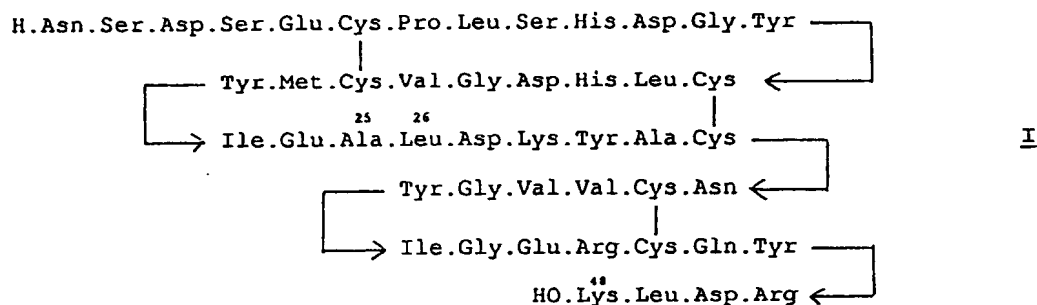 H.Asn.Ser.Asp.Ser.Glu.Cys.Pro.Leu.Ser.His.Asp.Gly.Tyr
Tyr.Met.Cys.Val.Gly.Asp.His.Leu.Cys
25 26
Ile.Glu.Ala.Leu.Asp.Lys.Tyr.Ala.Cys I
Tyr.Gly.Val.Val.Cys.Asn
Ile.Gly.Glu.Arg.Cys.Gln.Tyr
48
HO.Lys.Leu.Asp.Arg